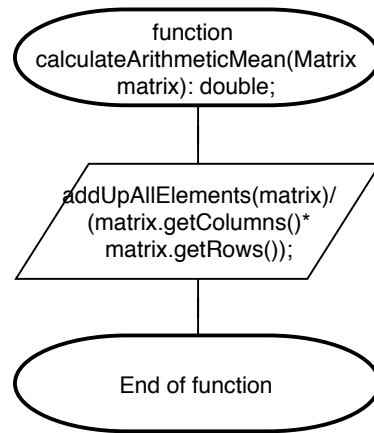 function
calculateArithmeticMean(Matrix
matrix): double;
addUpAllElements(matrix)/
(matrix.getColumns()*
matrix.getRows());
End of function